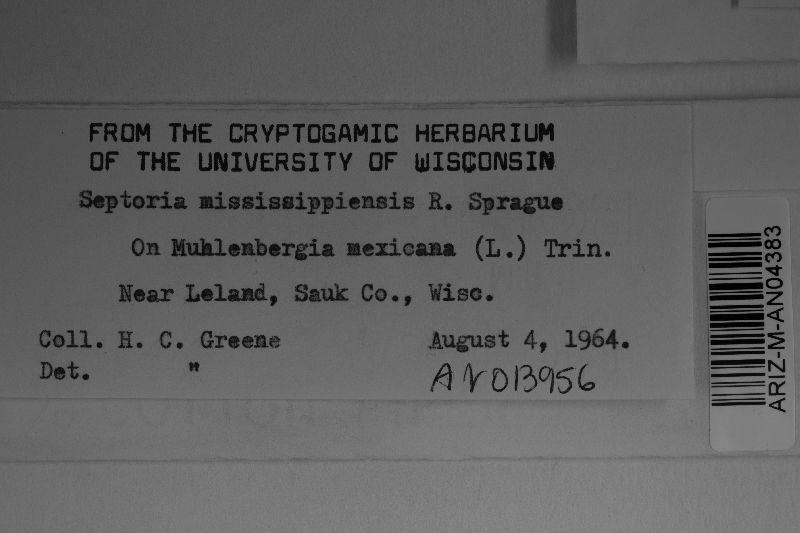 FROM THE CRYPTOGAMIC HERBARIUM
OF THE UNIVERSITY OF WISCONSIN
Septoria mississippiensis R. Sprague
On Muhlenbergia mexicana (L.) Trin.
Near Leland, Sauk Co., Wisc.
Coll. H. C. Greene August 4, 1964.
Det. "
AN013956
ARIZ-M-AN04383